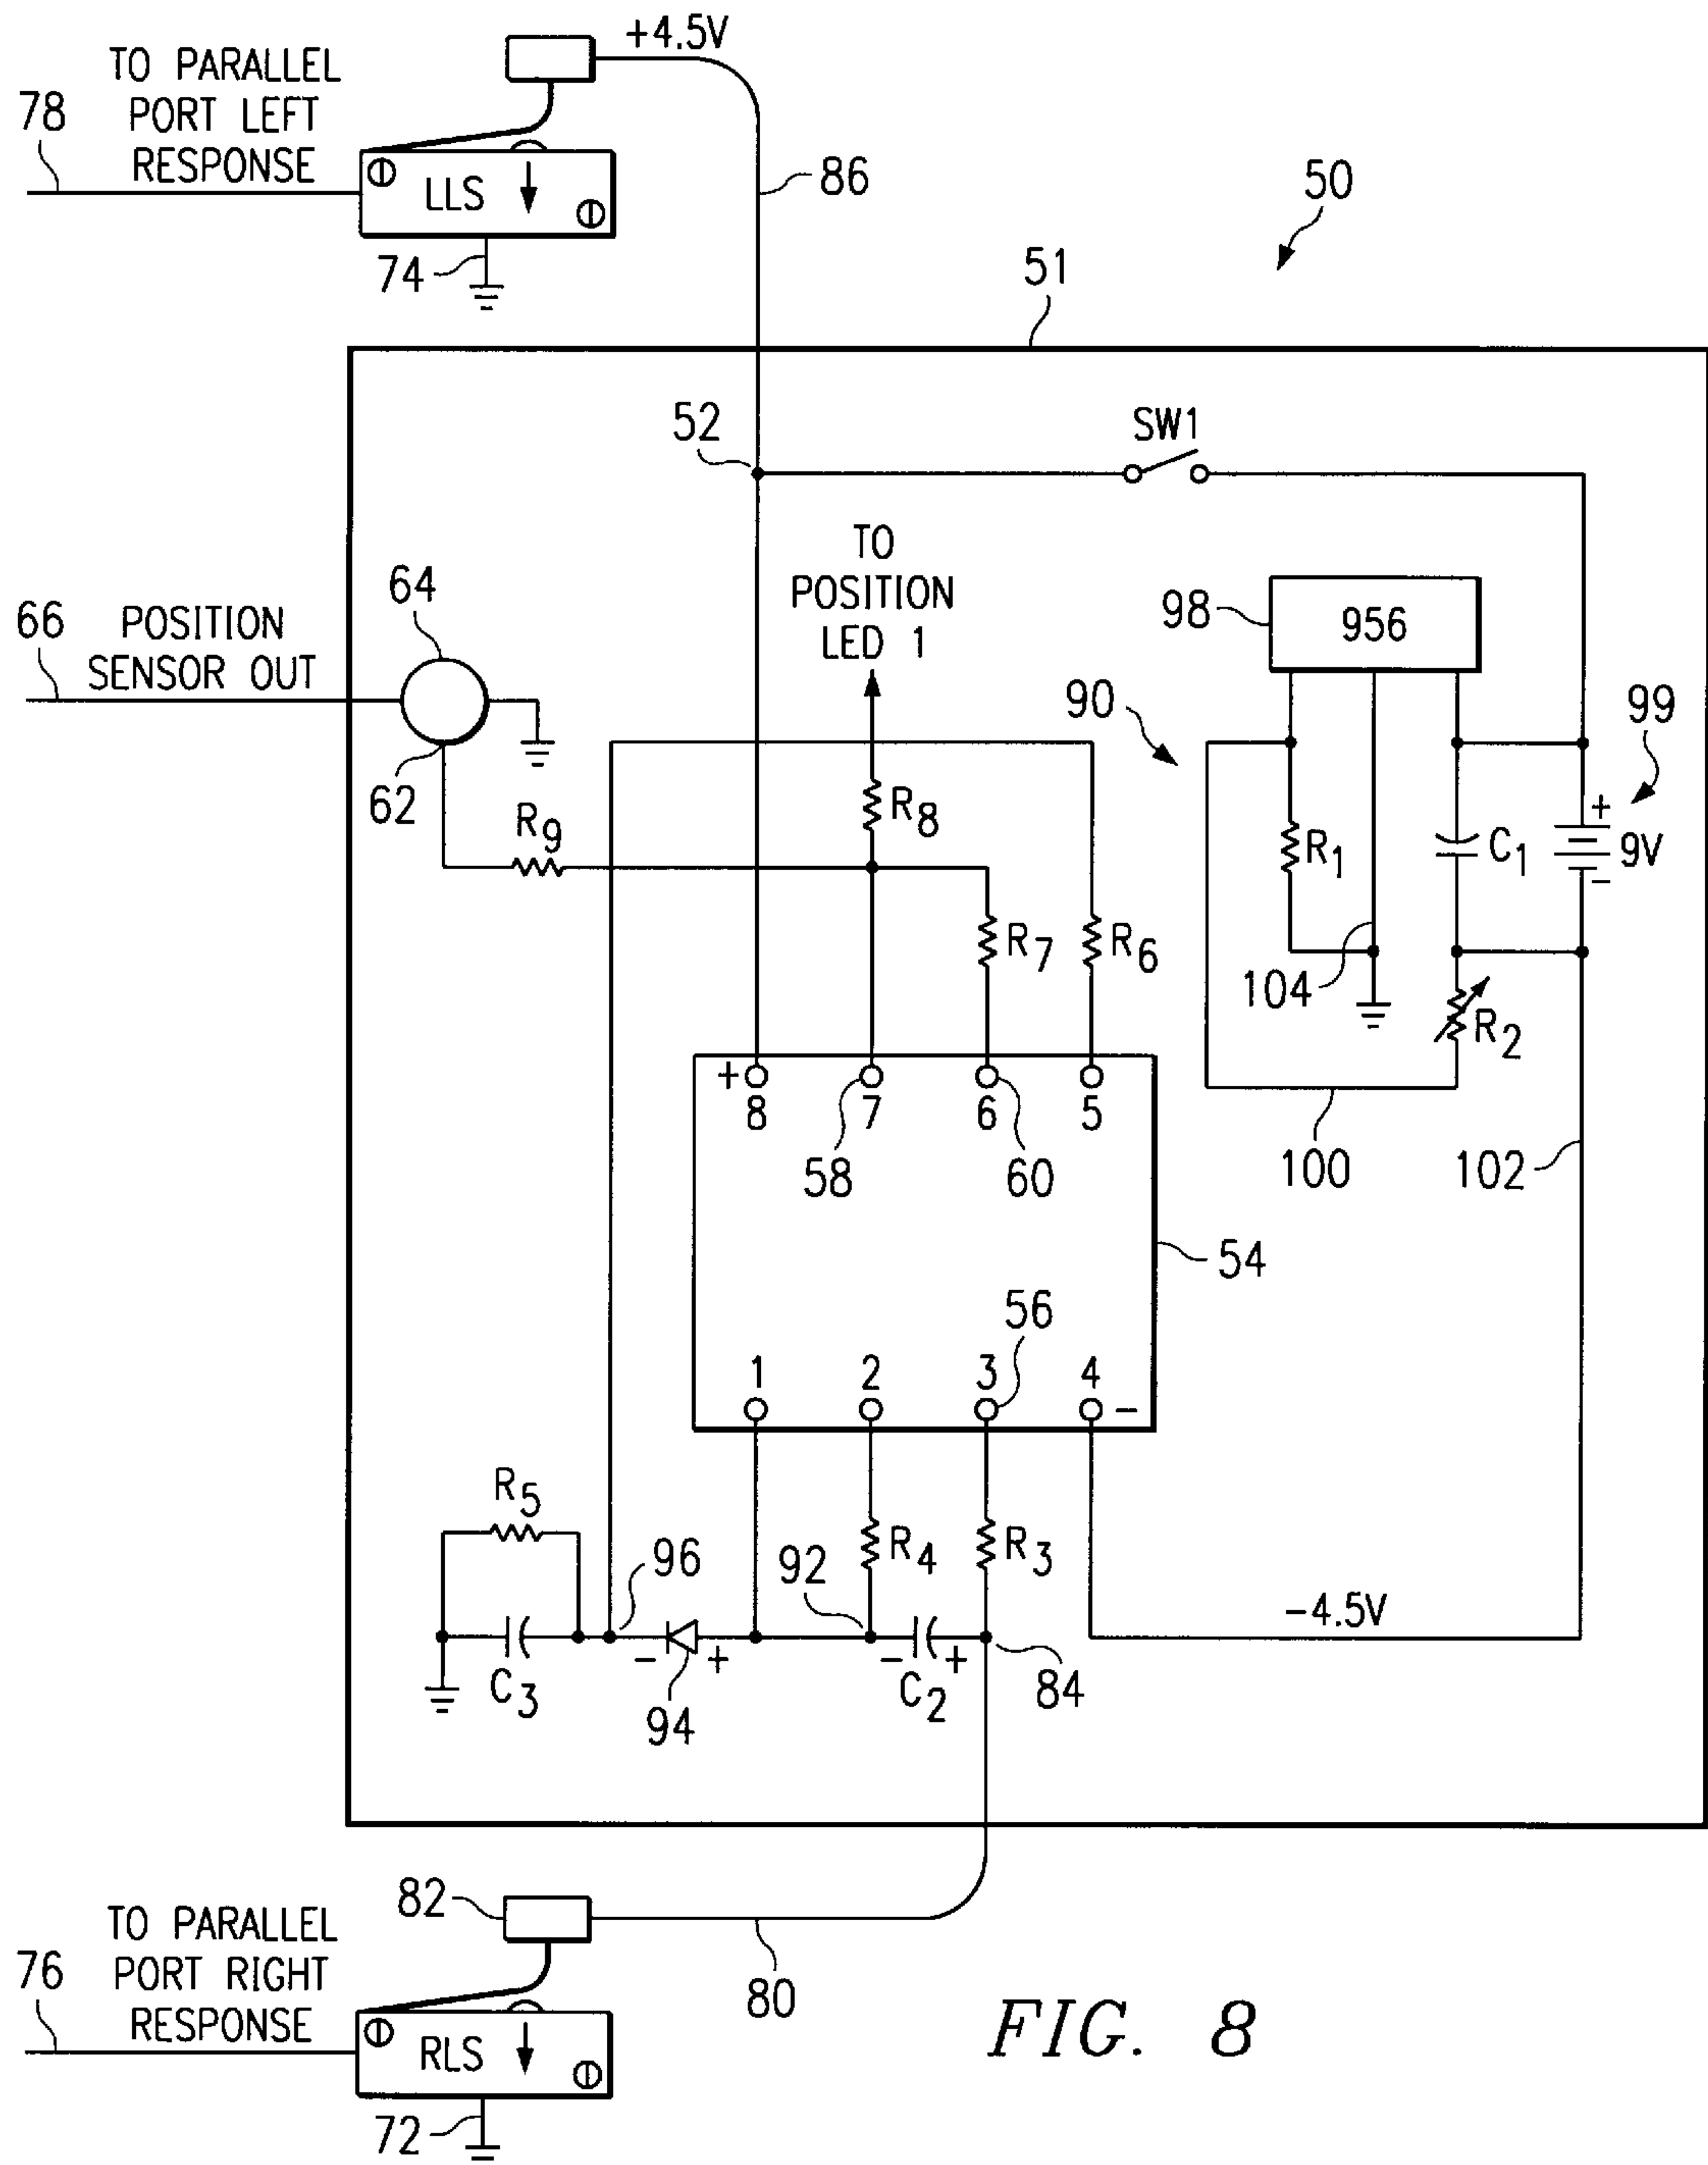 +4.5V
TO PARALLEL
PORT LEFT
RESPONSE
78
LLS
86
74
50
51
52
SW1
TO
POSITION
LED 1
64
66
POSITION
SENSOR OUT
98
956
90
99
62
R9
R8
R1
C1
+
9V
-
R7
R6
104
R2
+
8
7
6
5
58
60
100
102
54
56
1
2
3
4
-
R5
R4
R3
96
92
-4.5V
-
+
-
+
C3
94
C2
84
82
TO PARALLEL
PORT RIGHT
RESPONSE
76
80
RLS
72
FIG. 8